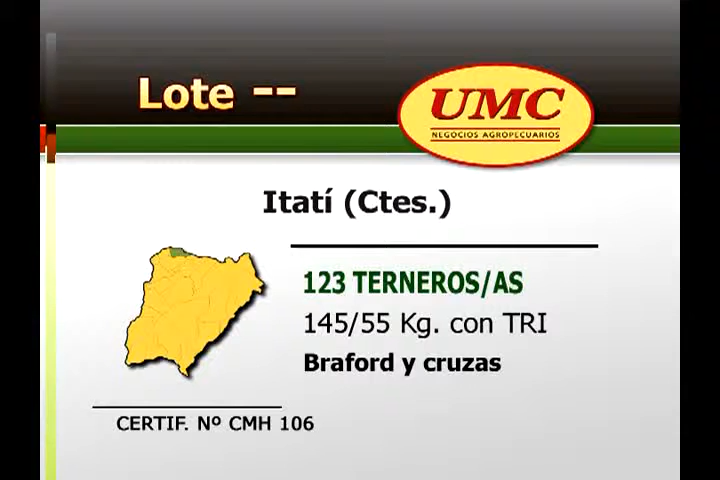 Lote --
UMC
NEGOCIOS AGROPECUARIOS
Itatí (Ctes.)
123 TERNEROS/AS
145/55 Kg. con TRI
Braford y cruzas
CERTIF. Nº CMH 106